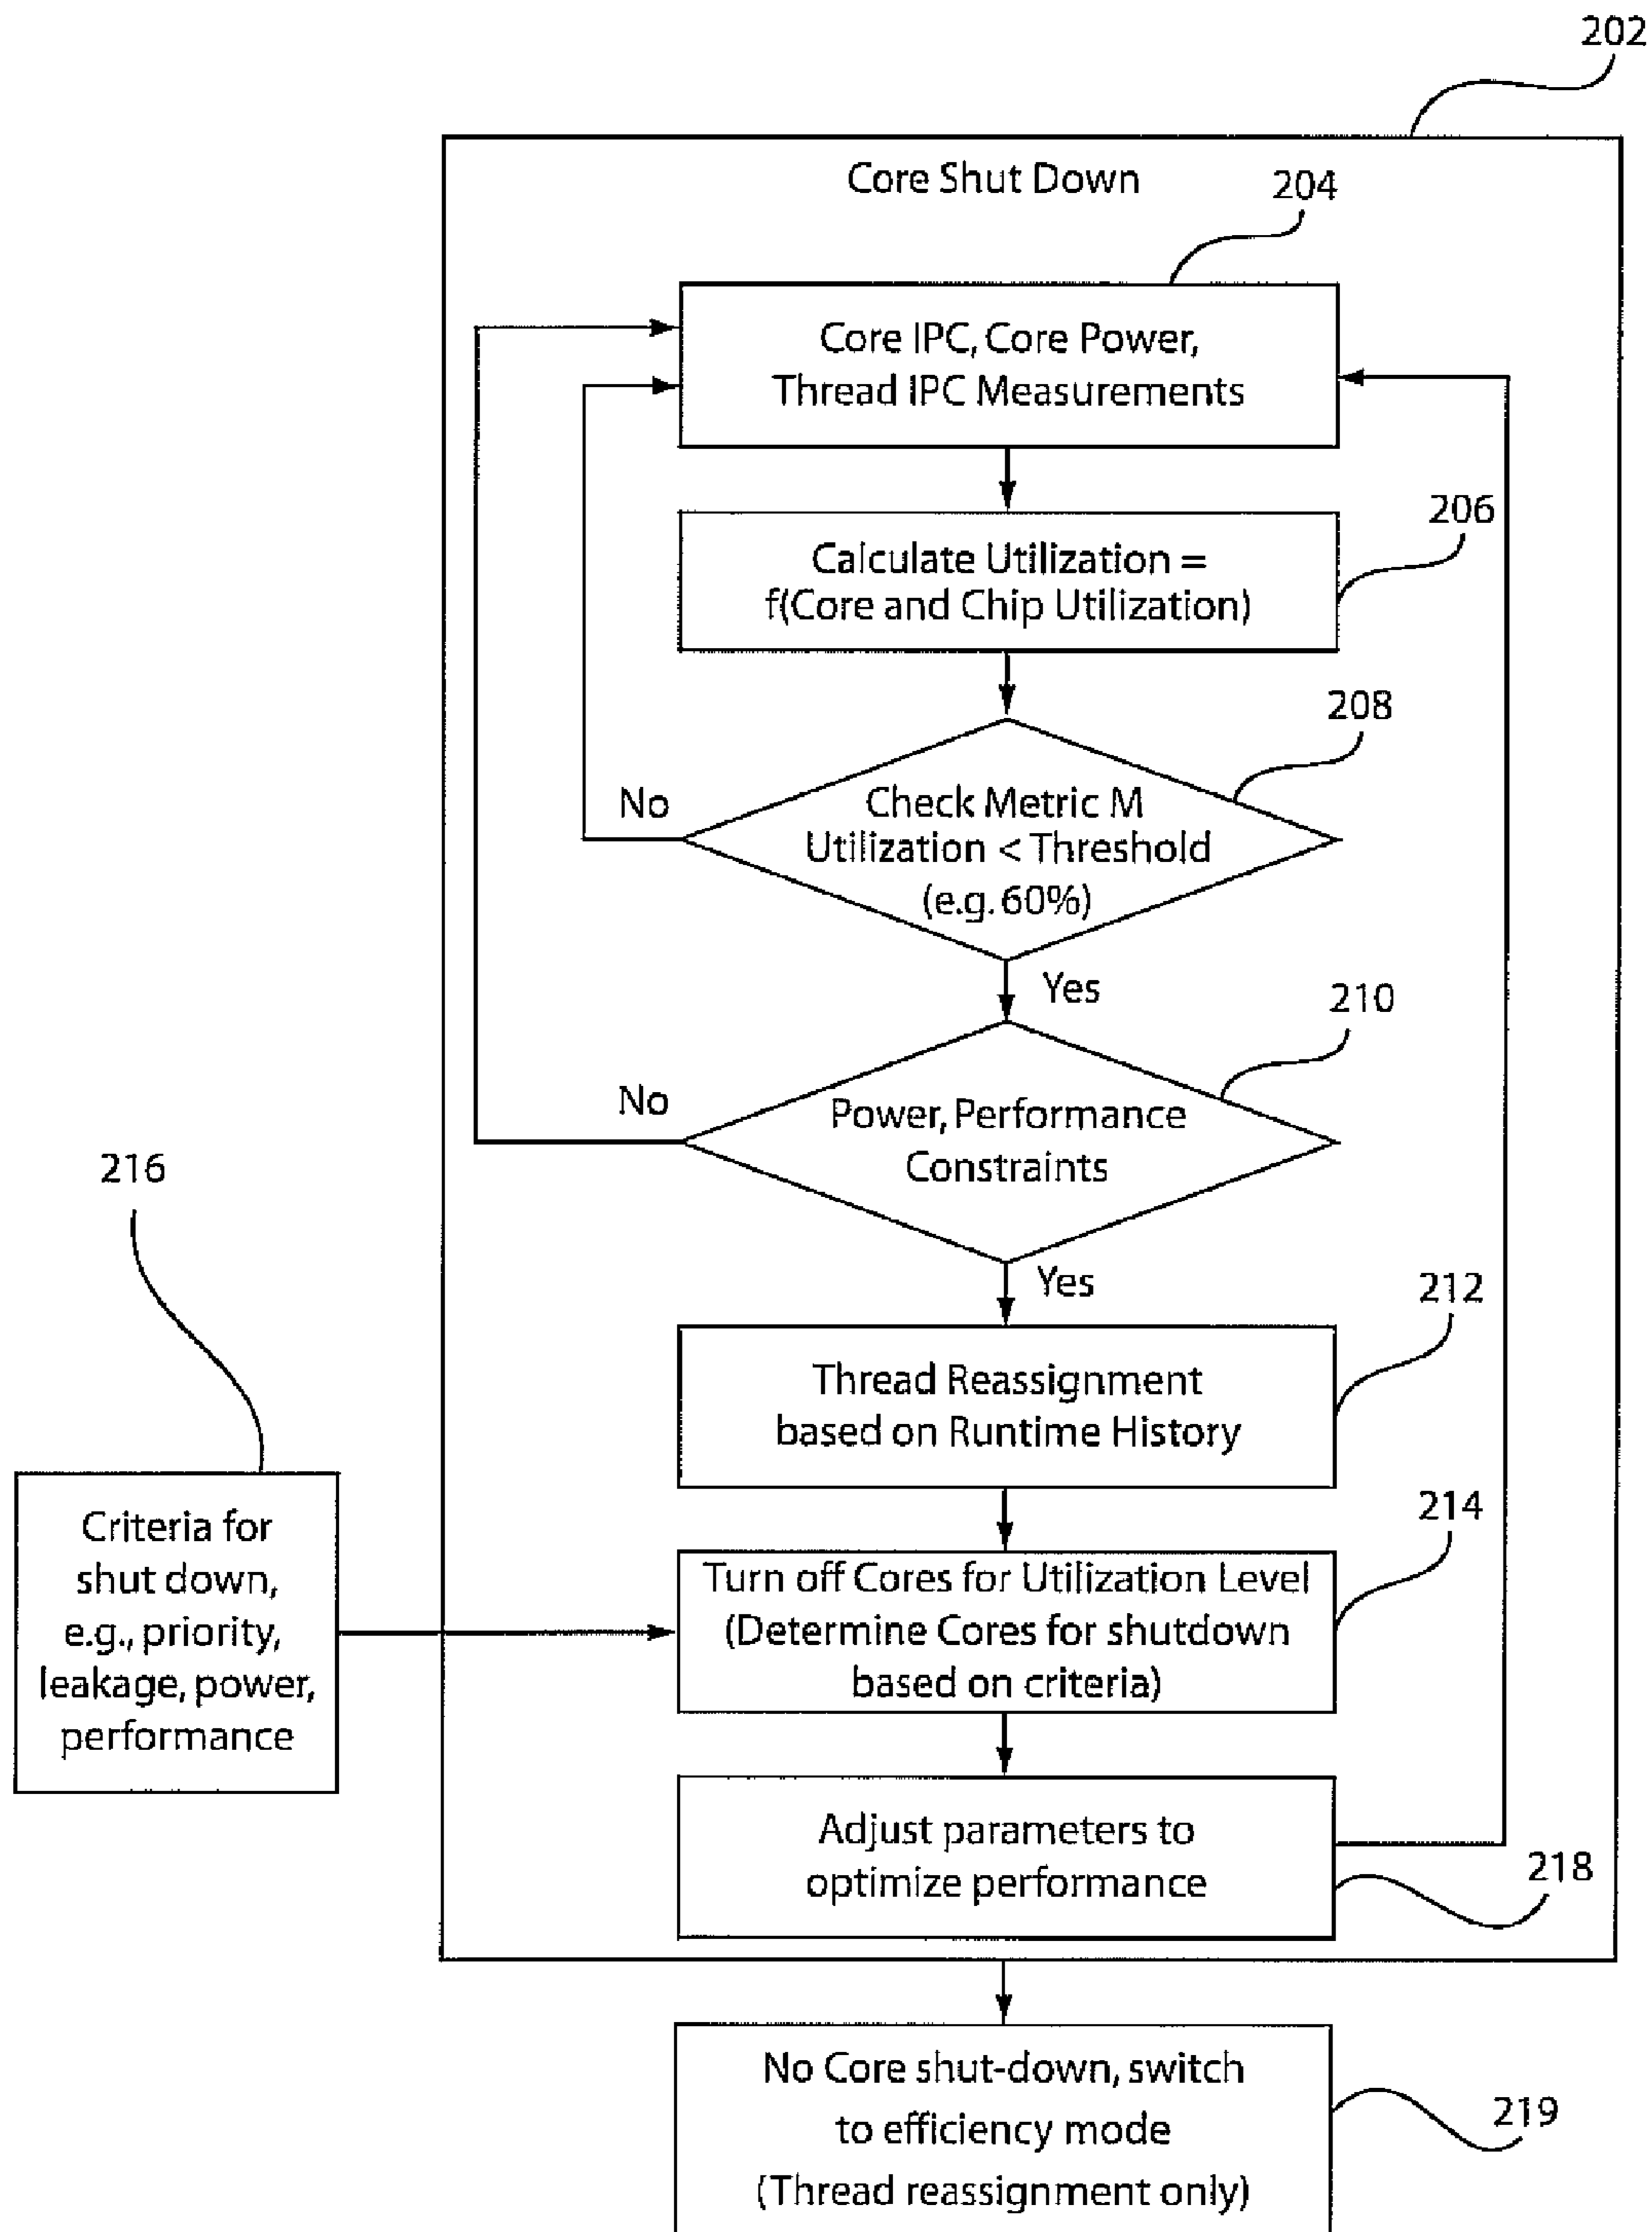 202
Core Shut Down
204
Core IPC, Core Power,
Thread IPC Measurements
206
Calculate Utilization =
f(Core and Chip Utilization)
208
No
Check Metric M
Utilization < Threshold
(e.g. 60%)
Yes
210
No
Power, Performance
Constraints
Yes
216
212
Thread Reassignment
based on Runtime History
214
Criteria for
shut down,
e.g., priority,
leakage, power,
performance
Turn off Cores for Utilization Level
(Determine Cores for shutdown
based on criteria)
Adjust parameters to
optimize performance
218
No Core shut-down, switch
to efficiency mode
(Thread reassignment only)
219